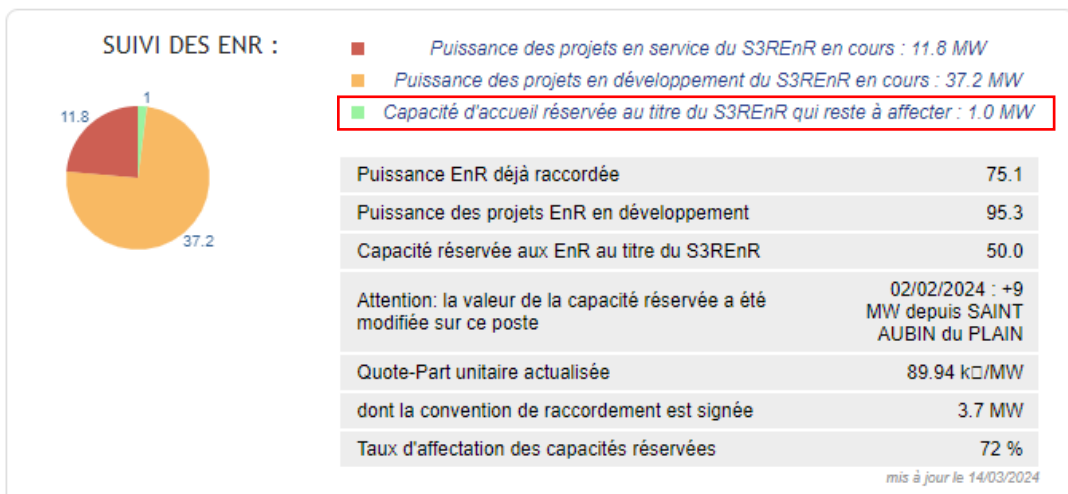 SUIVI DES ENR :
Puissance des projets en service du S3REnR en cours : 11.8 MW
Puissance des projets en développement du S3REnR en cours : 37.2 MW
Capacité d'accueil réservée au titre du S3REnR qui reste à affecter : 1.0 MW
1
11.8
37.2
Puissance EnR déjà raccordée 75.1
Puissance des projets EnR en développement 95.3
Capacité réservée aux EnR au titre du S3REnR 50.0
Attention: la valeur de la capacité réservée a été
modifiée sur ce poste
02/02/2024 : +9
MW depuis SAINT
AUBIN du PLAIN
Quote-Part unitaire actualisée 89.94 k□/MW
dont la convention de raccordement est signée 3.7 MW
Taux d'affectation des capacités réservées 72 %
mis à jour le 14/03/2024